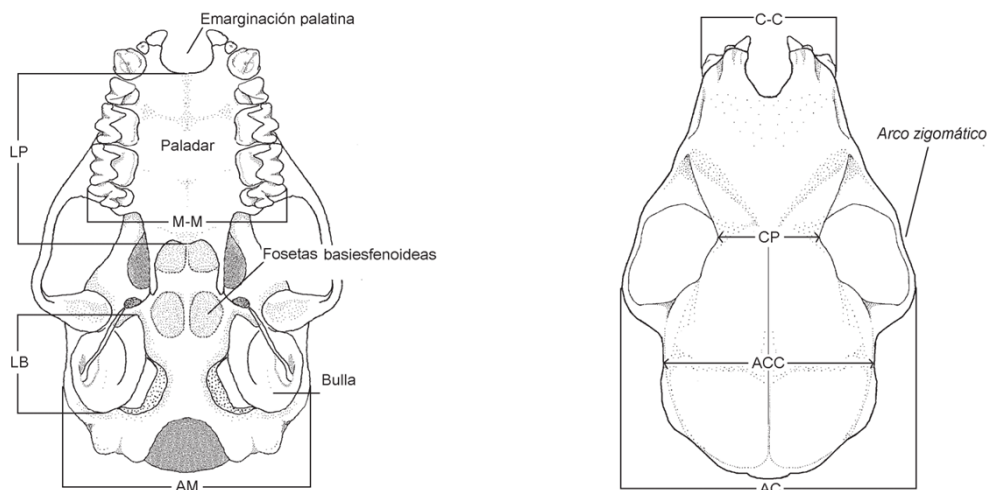 Emarginación palatina
LP
Paladar
M-M
Fosetas basiesfenoideas
LB
Bulla
AM
C-C
Arco zigomático
CP
ACC
AC